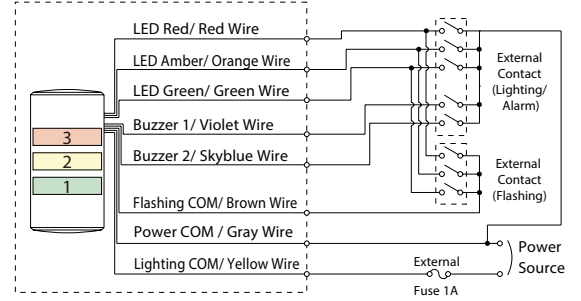 LED Red/ Red Wire
LED Amber/ Orange Wire
LED Green/ Green Wire
Buzzer 1/ Violet Wire
Buzzer 2/ Skyblue Wire
Flashing COM/ Brown Wire
Power COM / Gray Wire
Lighting COM/ Yellow Wire
3
2
1
External
Contact
(Lighting/
Alarm)
External
Contact
(Flashing)
External
Fuse 1A
Power
Source